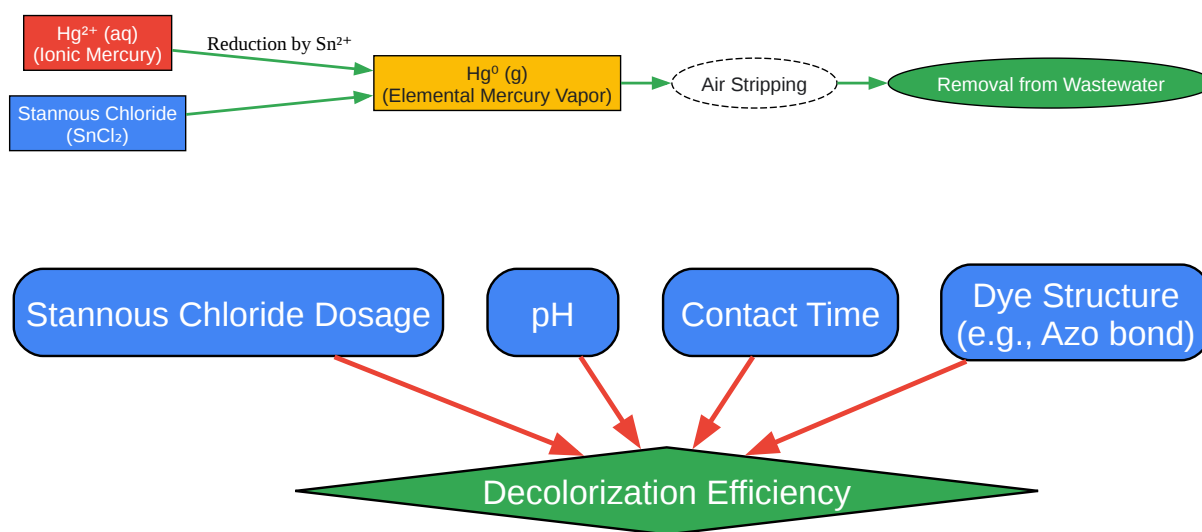 Hg²⁺ (aq)
(Ionic Mercury)
Reduction by Sn²⁺
Stannous Chloride
(SnCl₂)
Hg⁰ (g)
(Elemental Mercury Vapor)
Air Stripping
Removal from Wastewater
Stannous Chloride Dosage
pH
Contact Time
Dye Structure
(e.g., Azo bond)
Decolorization Efficiency